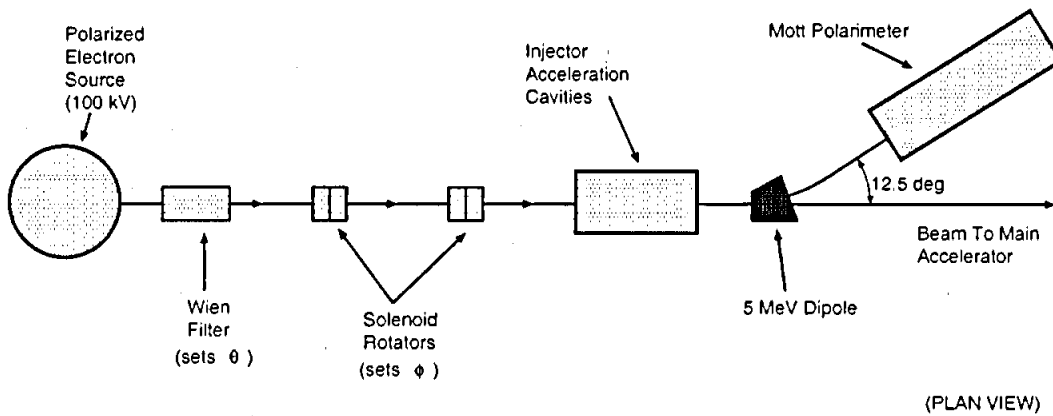 Polarized
Electron
Source
(100 kV)
Injector
Acceleration
Cavities
Mott Polarimeter
12.5 deg
Beam To Main
Accelerator
Wien
Filter
(sets θ )
Solenoid
Rotators
(sets ϕ )
5 MeV Dipole
(PLAN VIEW)